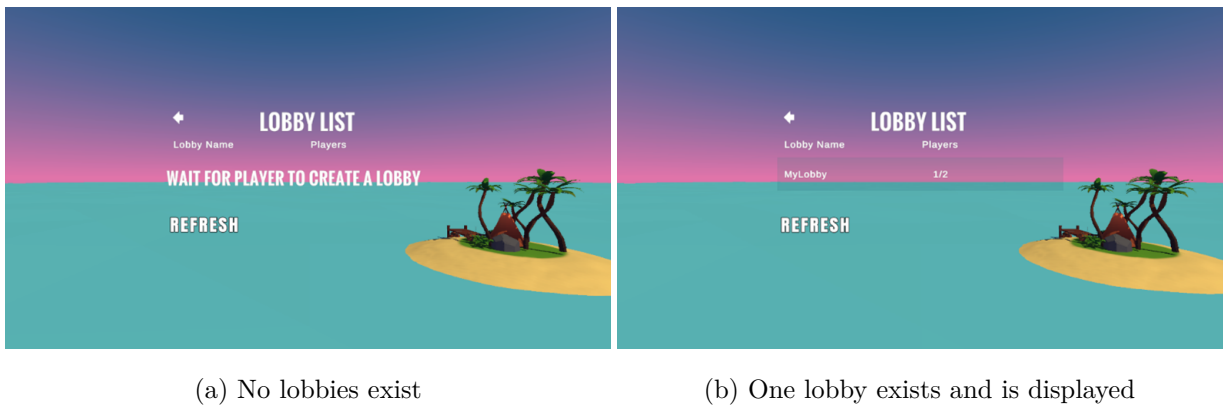 LOBBY LIST
Lobby Name Players
WAIT FOR PLAYER TO CREATE A LOBBY
REFRESH
(a) No lobbies exist
LOBBY LIST
Lobby Name Players
MyLobby 1/2
REFRESH
(b) One lobby exists and is displayed